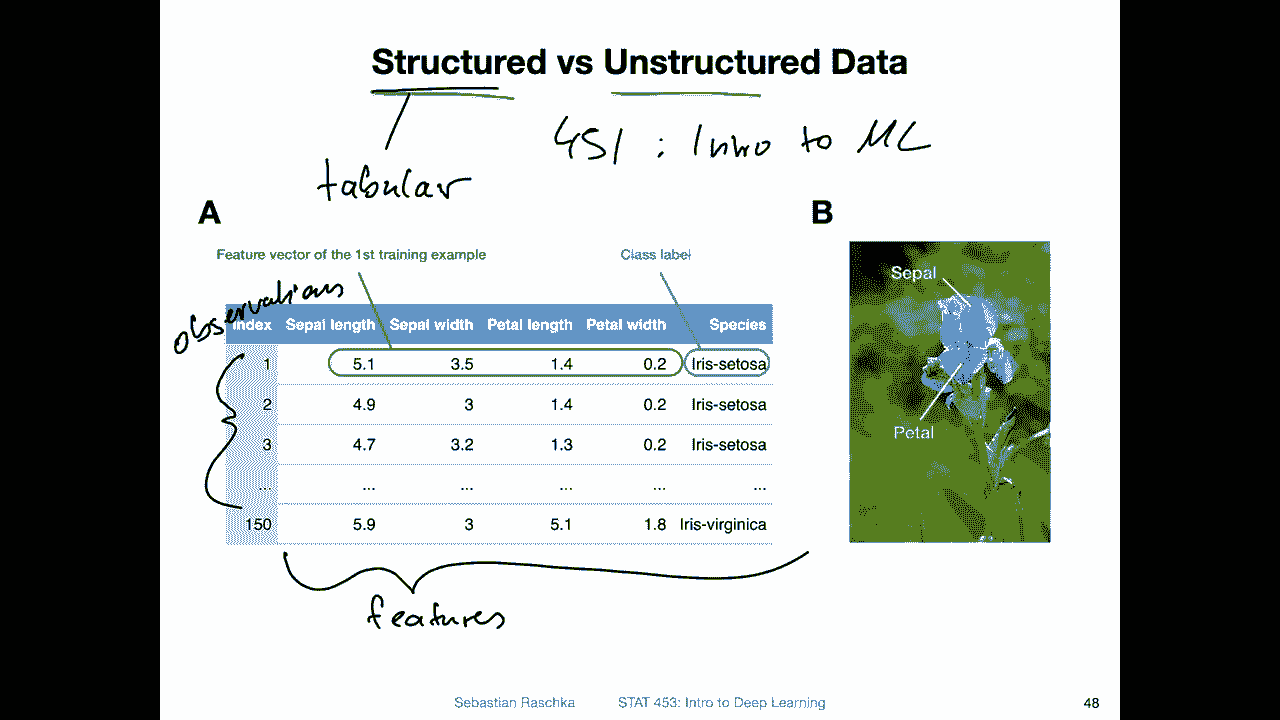 Structured vs Unstructured Data
451 : Intro to ML
tabular
A
B
Feature vector of the 1st training example
Class label
observations
Index Sepal length Sepal width Petal length Petal width Species
1 5.1 3.5 1.4 0.2 Iris-setosa
2 4.9 3 1.4 0.2 Iris-setosa
3 4.7 3.2 1.3 0.2 Iris-setosa
... ... ... ... ... ...
150 5.9 3 5.1 1.8 Iris-virginica
Sepal
Petal
features
Sebastian Raschka STAT 453: Intro to Deep Learning 48